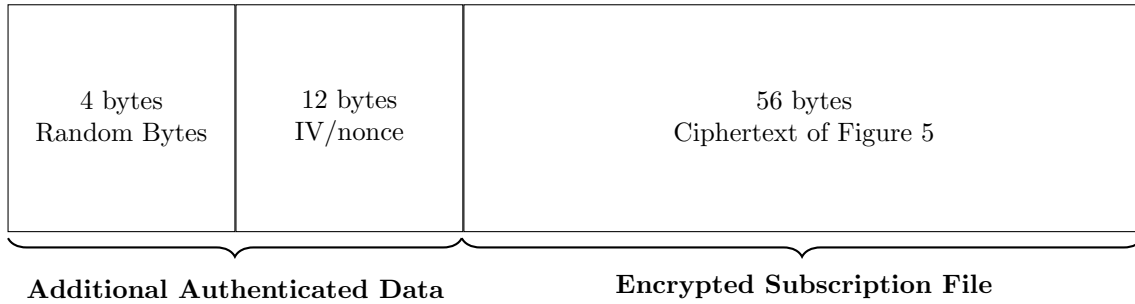 4 bytes
Random Bytes
12 bytes
IV/nonce
56 bytes
Ciphertext of Figure 5
Additional Authenticated Data
Encrypted Subscription File